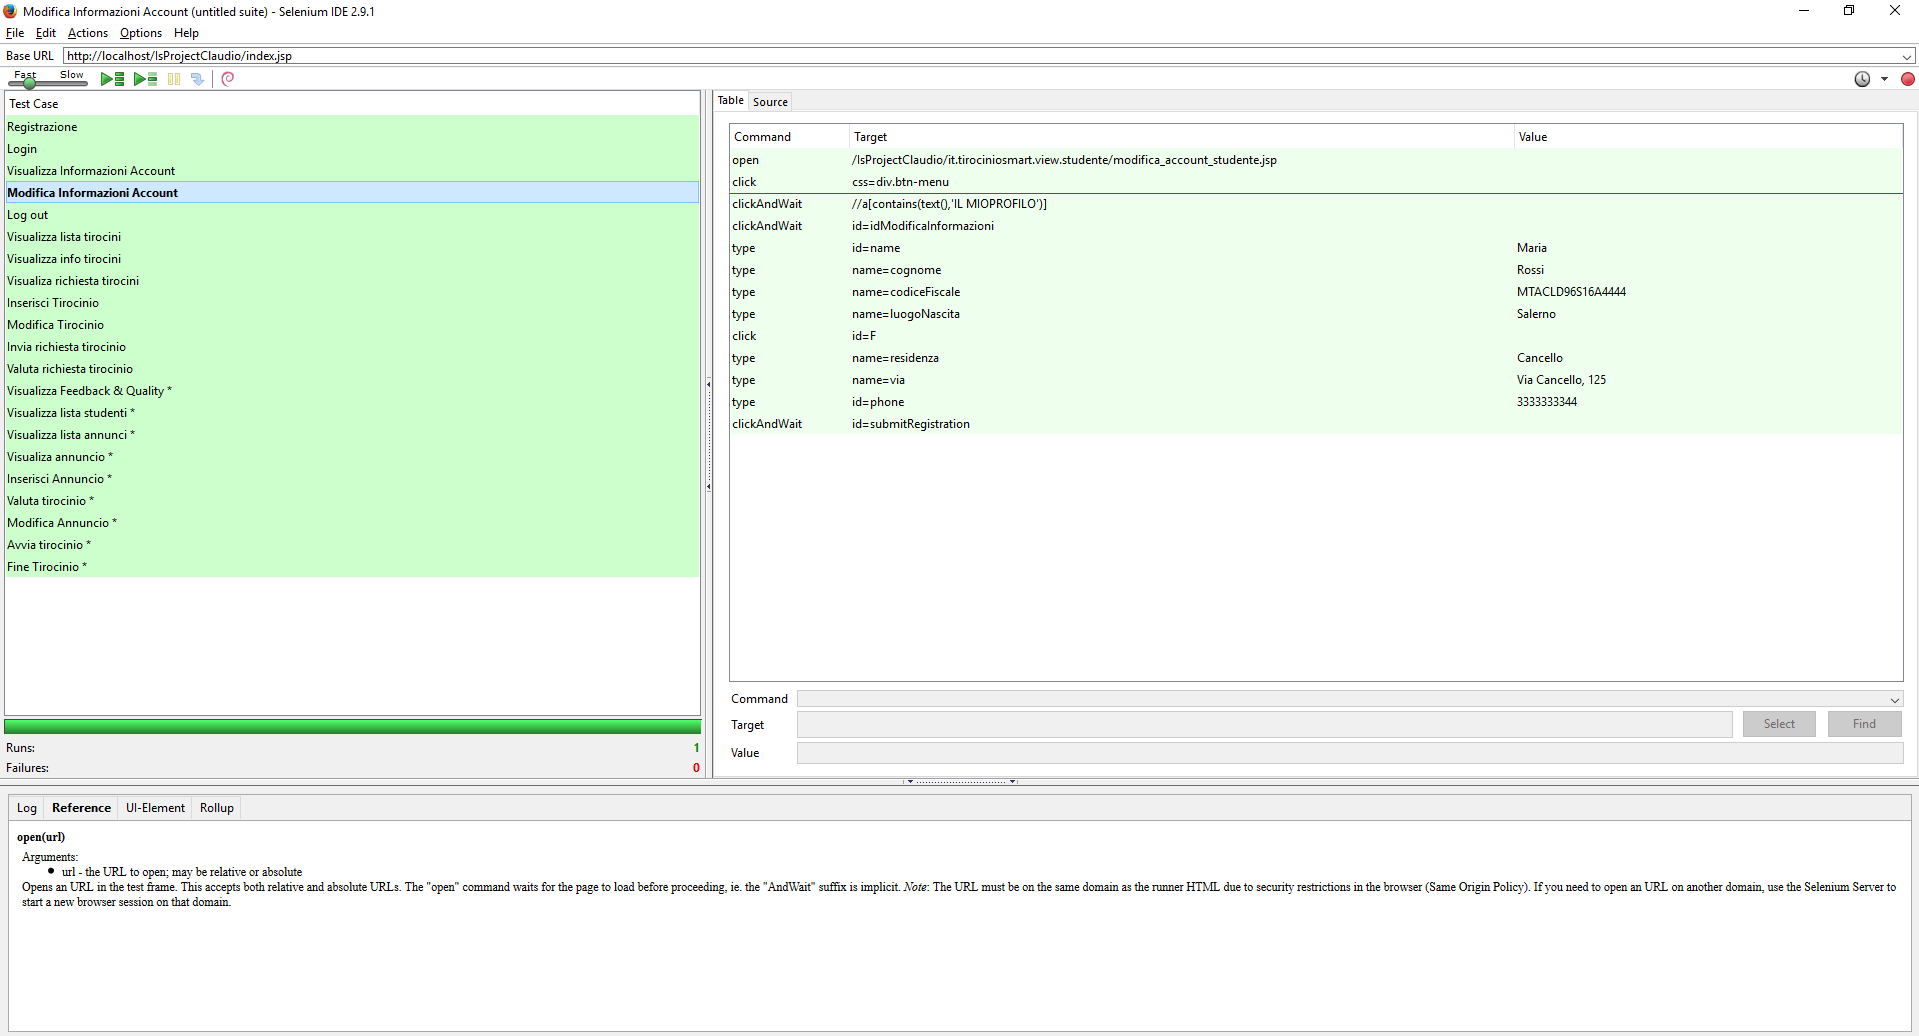 Modifica Informazioni Account (untitled suite) - Selenium IDE 2.9.1
File Edit Actions Options Help
Base URL http://localhost/IsProjectClaudio/index.jsp
Fast Slow
Test Case
Registrazione
Login
Visualizza Informazioni Account
Modifica Informazioni Account
Log out
Visualizza lista tirocini
Visualizza info tirocini
Visualiza richiesta tirocini
Inserisci Tirocinio
Modifica Tirocinio
Invia richiesta tirocinio
Valuta richiesta tirocinio
Visualizza Feedback & Quality *
Visualizza lista studenti *
Visualizza lista annunci *
Visualiza annuncio *
Inserisci Annuncio *
Valuta tirocinio *
Modifica Annuncio *
Avvia tirocinio *
Fine Tirocinio *
Runs: 1
Failures: 0
Table Source
Command Target Value
open /IsProjectClaudio/it.tirociniosmart.view.studente/modifica_account_studente.jsp
click css=div.btn-menu
clickAndWait //a[contains(text(),'IL MIOPROFILO')]
clickAndWait id=idModificaInformazioni
type id=name Maria
type name=cognome Rossi
type name=codiceFiscale MTACLD96S16A4444
type name=luogoNascita Salerno
click id=F
type name=residenza Cancello
type name=via Via Cancello, 125
type id=phone 3333333344
clickAndWait id=submitRegistration
Command
Target Select Find
Value
Log Reference UI-Element Rollup
open(url)
Arguments:
• url - the URL to open; may be relative or absolute
Opens an URL in the test frame. This accepts both relative and absolute URLs. The "open" command waits for the page to load before proceeding, ie. the "AndWait" suffix is implicit. Note: The URL must be on the same domain as the runner HTML due to security restrictions in the browser (Same Origin Policy). If you need to open an URL on another domain, use the Selenium Server to
start a new browser session on that domain.